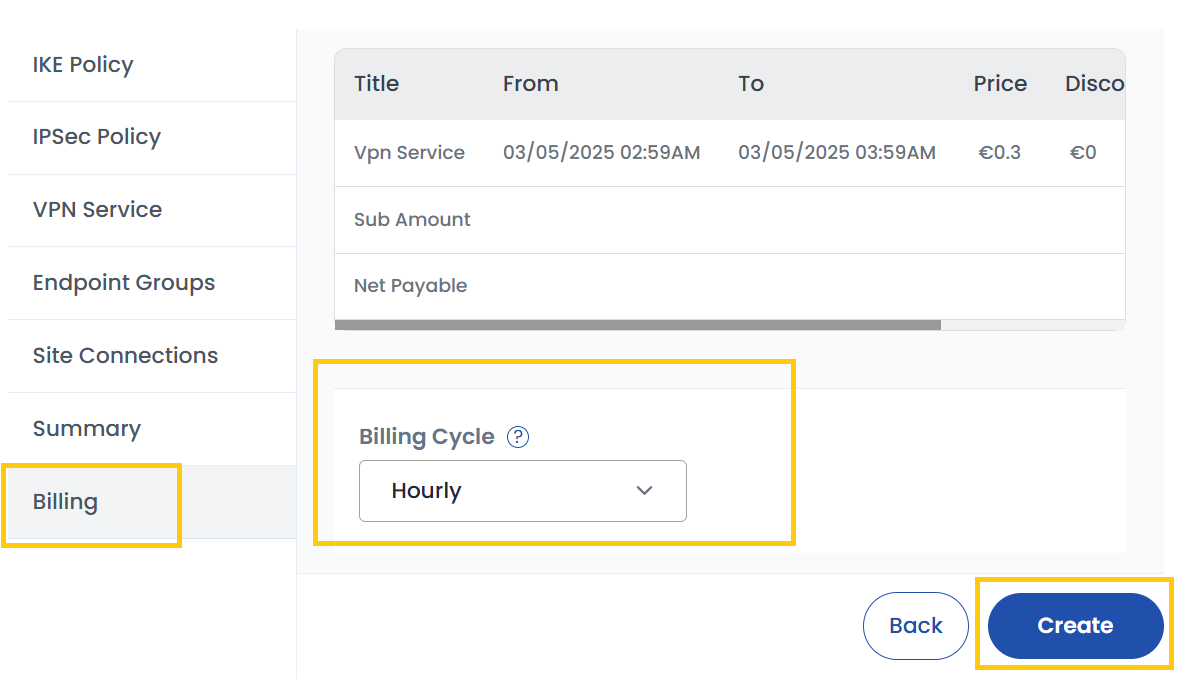 IKE Policy
IPSec Policy
VPN Service
Endpoint Groups
Site Connections
Summary
Billing
Title From To Price Disco
Vpn Service 03/05/2025 02:59AM 03/05/2025 03:59AM €0.3 €0
Sub Amount
Net Payable
Billing Cycle ?
Hourly
Back Create